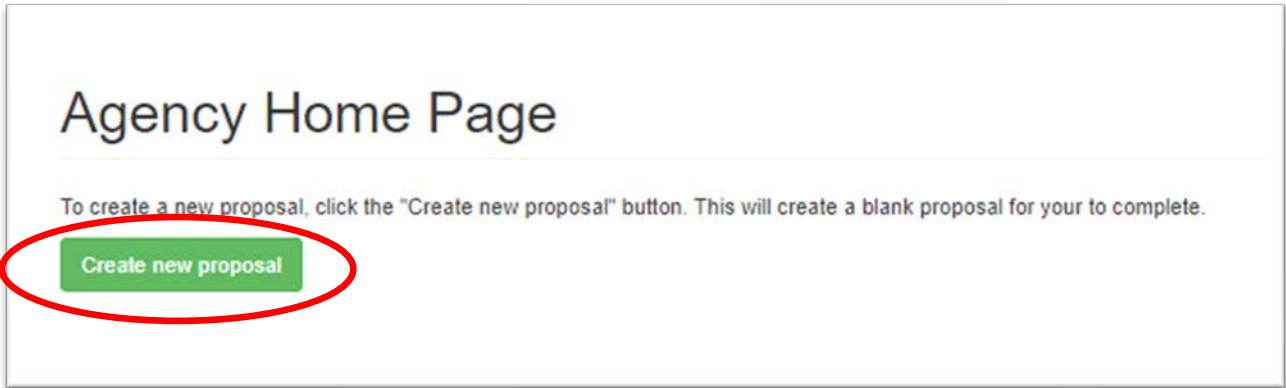 Agency Home Page
To create a new proposal, click the "Create new proposal" button. This will create a blank proposal for your to complete.
Create new proposal